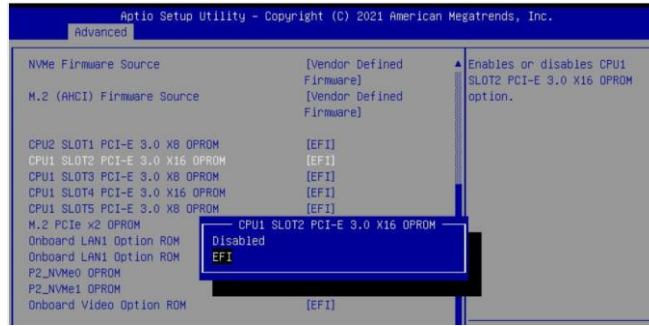 Aptio Setup Utility – Copyright (C) 2021 American Megatrends, Inc.
Advanced
NVMe Firmware Source [Vendor Defined
Firmware]
M.2 (AHCI) Firmware Source [Vendor Defined
Firmware]
CPU2 SLOT1 PCI-E 3.0 X8 OPROM [EFI]
CPU1 SLOT2 PCI-E 3.0 X16 OPROM [EFI]
CPU1 SLOT3 PCI-E 3.0 X8 OPROM [EFI]
CPU1 SLOT4 PCI-E 3.0 X16 OPROM [EFI]
CPU1 SLOT5 PCI-E 3.0 X8 OPROM [EFI]
M.2 PCIe x2 OPROM
Onboard LAN1 Option ROM
Onboard LAN1 Option ROM
P2_NVMe0 OPROM
P2_NVMe1 OPROM
Onboard Video Option ROM [EFI]
CPU1 SLOT2 PCI-E 3.0 X16 OPROM
Disabled
EFI
Enables or disables CPU1
SLOT2 PCI-E 3.0 X16 OPROM
option.